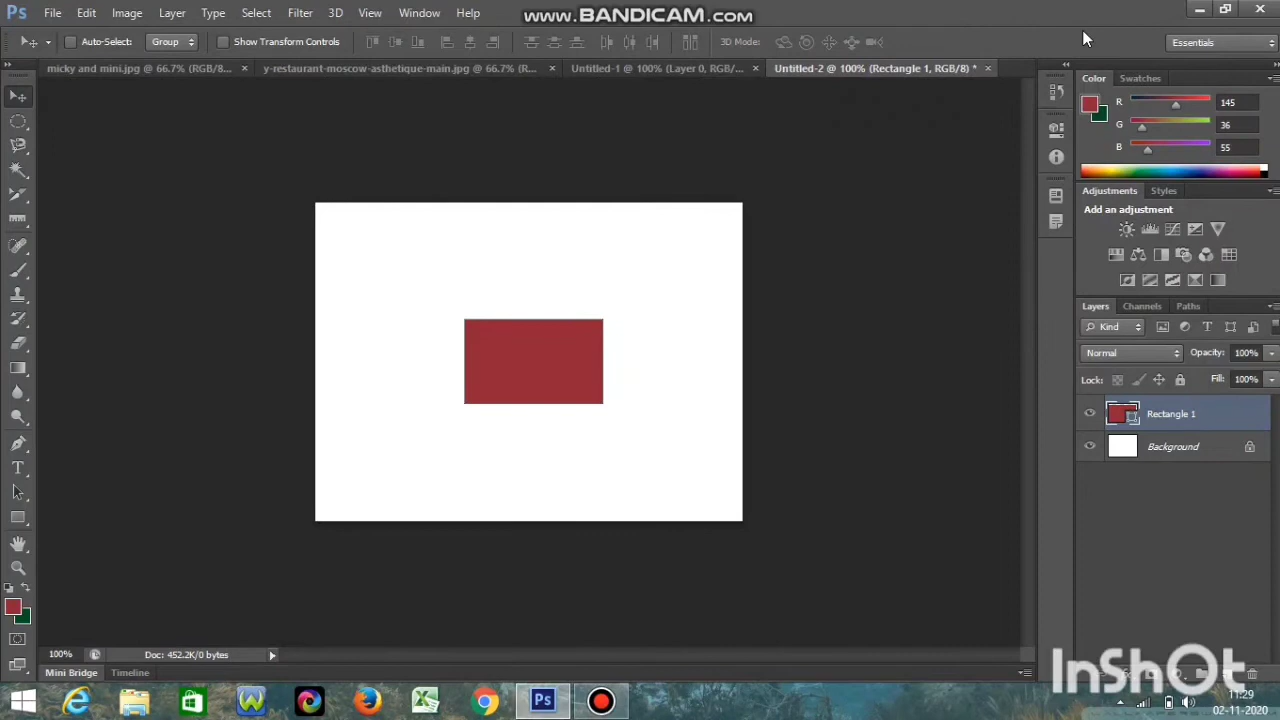 Ps File Edit Image Layer Type Select Filter 3D View Window Help
www.BANDICAM.com
Auto-Select: Group Show Transform Controls 3D Mode: Essentials
micky and mini.jpg @ 66.7% (RGB/8... × y-restaurant-moscow-asthetique-main.jpg @ 66.7% (R... × Untitled-1 @ 100% (Layer 0, RGB/... × Untitled-2 @ 100% (Rectangle 1, RGB/8) * ×
Color Swatches
R 145
G 36
B 55
Adjustments Styles
Add an adjustment
Layers Channels Paths
Kind
Normal Opacity: 100%
Lock: Fill: 100%
Rectangle 1
Background
T
100% Doc: 452.2K/0 bytes
Mini Bridge Timeline
InShOt
Ps
11:29
02-11-2020